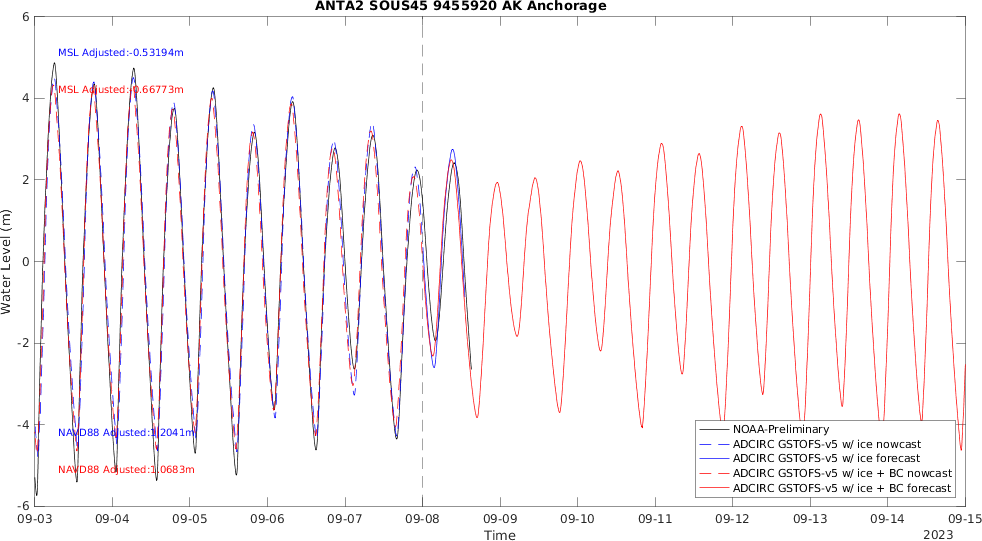 ANTA2 SOUS45 9455920 AK Anchorage
6
4
2
0
-2
-4
-6
Water Level (m)
MSL Adjusted:-0.53194m
MSL Adjusted:-0.66773m
NAVD88 Adjusted:1.2041m
NAVD88 Adjusted:1.0683m
NOAA-Preliminary
ADCIRC GSTOFS-v5 w/ ice nowcast
ADCIRC GSTOFS-v5 w/ ice forecast
ADCIRC GSTOFS-v5 w/ ice + BC nowcast
ADCIRC GSTOFS-v5 w/ ice + BC forecast
09-03 09-04 09-05 09-06 09-07 09-08 09-09 09-10 09-11 09-12 09-13 09-14 09-15
Time
2023